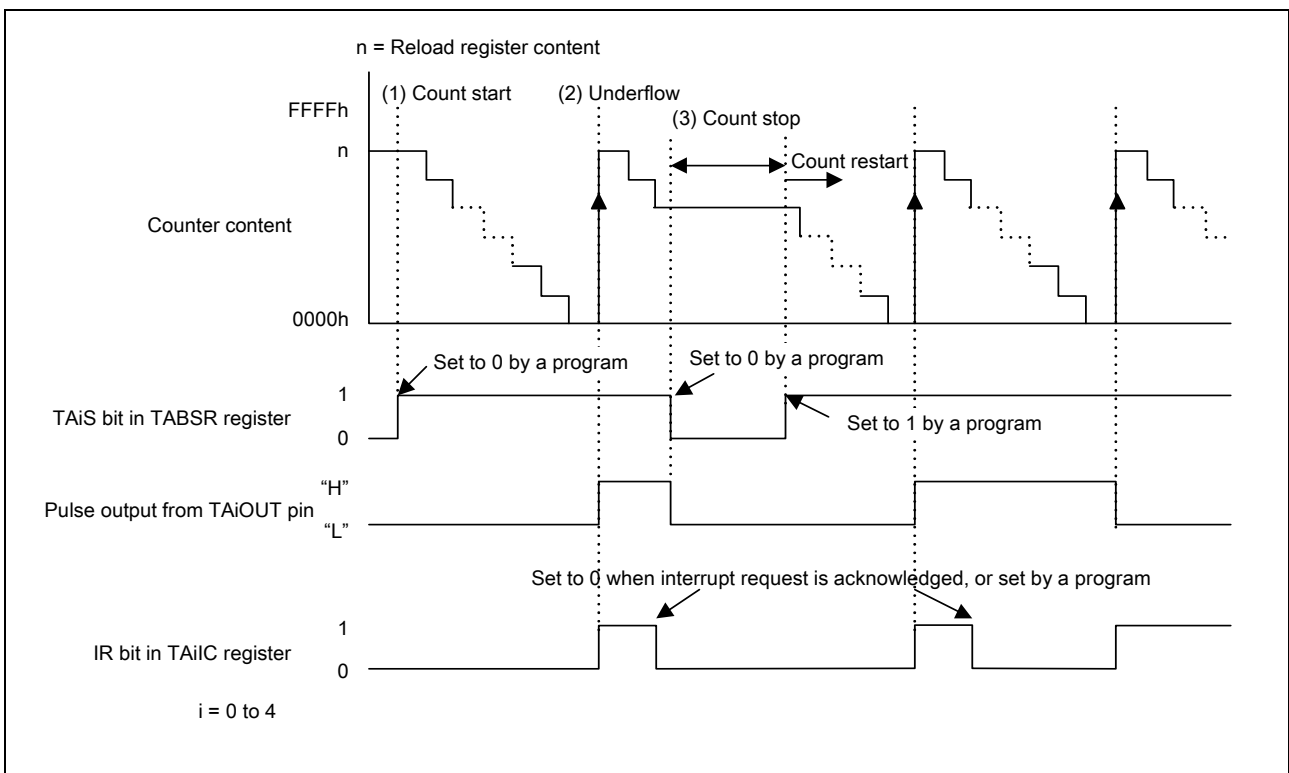 n = Reload register content
(1) Count start
(2) Underflow
(3) Count stop
FFFFh
n
Count restart
Counter content
0000h
Set to 0 by a program
Set to 0 by a program
1
TAiS bit in TABSR register
Set to 1 by a program
0
“H”
Pulse output from TAiOUT pin
“L”
Set to 0 when interrupt request is acknowledged, or set by a program
1
IR bit in TAiIC register
0
i = 0 to 4